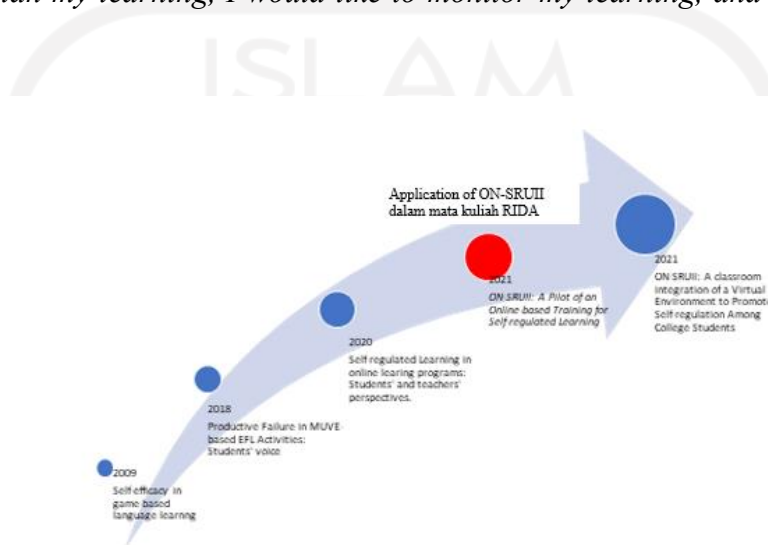 my learning, I would like to monitor my learning, and
ISLAM
Application of ON-SRUII
dalam mata kuliah RIDA
2021
ON SRUII: A Pilot of an
Online based Training for
Self regulated Learning
2021
ON SRUII: A classroom
Integration of a Virtual
Environment to Promot
Self regulation Among
College Students
2020
Self regulated Learning in
online learing programs:
Students' and teachers'
perspectives.
2018
Productive Failure in MUVE
based EFL Activities:
Students' voice
2009
Self efficacy in
game based
language learnng